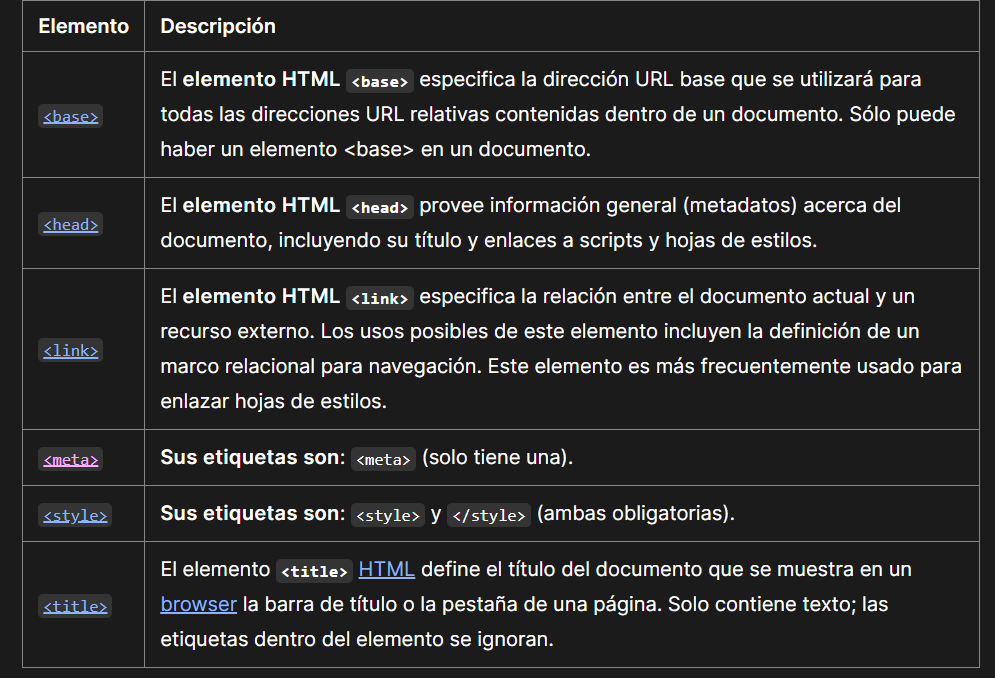 Elemento Descripción
El elemento HTML <base> especifica la dirección URL base que se utilizará para
<base> todas las direcciones URL relativas contenidas dentro de un documento. Sólo puede
haber un elemento <base> en un documento.
El elemento HTML <head> provee información general (metadatos) acerca del
<head>
documento, incluyendo su título y enlaces a scripts y hojas de estilos.
El elemento HTML <link> especifica la relación entre el documento actual y un
recurso externo. Los usos posibles de este elemento incluyen la definición de un
<link>
marco relacional para navegación. Este elemento es más frecuentemente usado para
enlazar hojas de estilos.
<meta> Sus etiquetas son: <meta> (solo tiene una).
<style> Sus etiquetas son: <style> y </style> (ambas obligatorias).
El elemento <title> HTML define el título del documento que se muestra en un
<title> browser la barra de título o la pestaña de una página. Solo contiene texto; las
etiquetas dentro del elemento se ignoran.